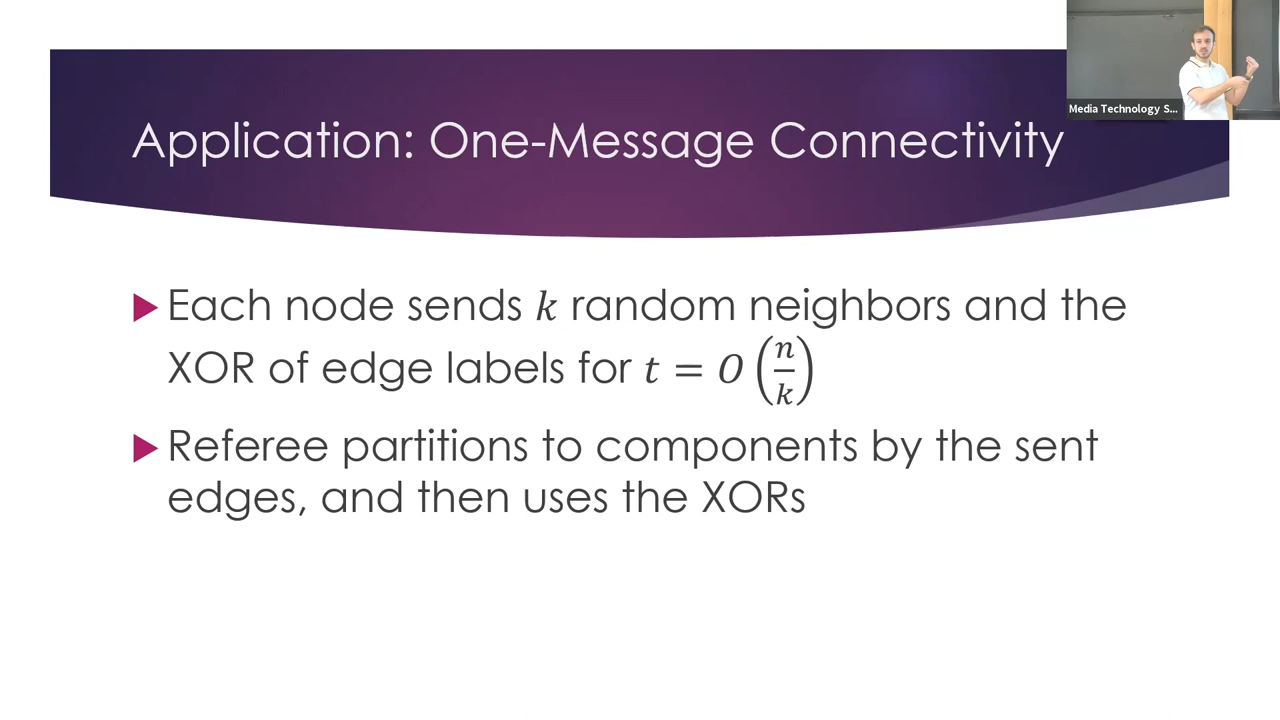 Media Technology S...
Application: One-Message Connectivity
Each node sends k random neighbors and the
XOR of edge labels for t = O(n/k)
Referee partitions to components by the sent
edges, and then uses the XORs